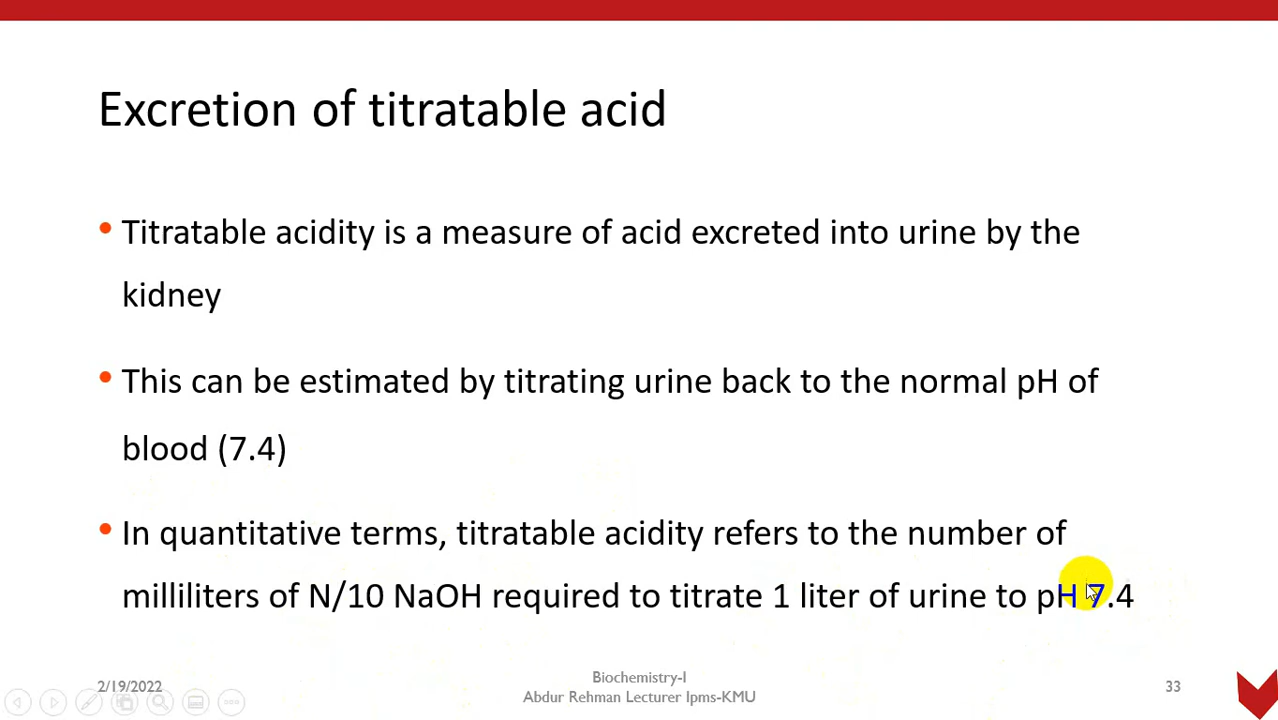 Excretion of titratable acid
• Titratable acidity is a measure of acid excreted into urine by the
kidney
• This can be estimated by titrating urine back to the normal pH of
blood (7.4)
• In quantitative terms, titratable acidity refers to the number of
milliliters of N/10 NaOH required to titrate 1 liter of urine to pH 7.4
2/19/2022
Biochemistry-I
Abdur Rehman Lecturer Ipms-KMU
33